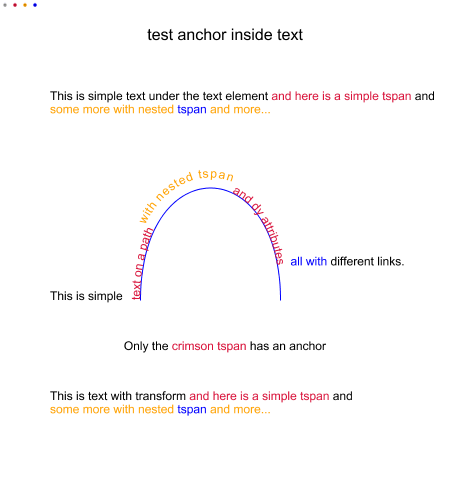 test anchor inside text
This is simple text under the text element and here is a simple tspan and
some more with nested tspan and more...
This is simple
text on a path
with nested tspan
and dy attributes
all with different links.
Only the crimson tspan has an anchor
This is text with transform and here is a simple tspan and
some more with nested tspan and more...